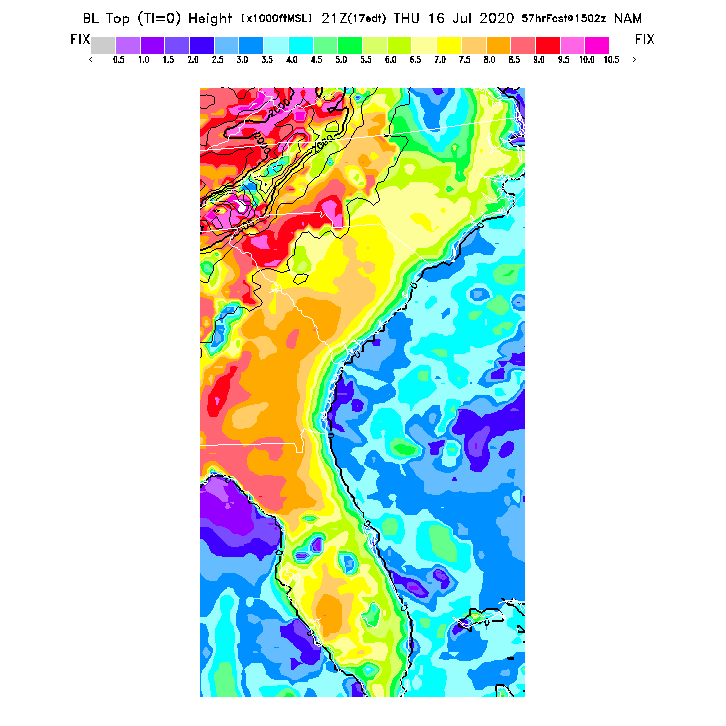 BL Top (TI=0) Height [x1000ftMSL] 21Z(17edt) THU 16 Jul 2020 57hrFcst@1502z NAM
FIX FIX
< 0.5 1.0 1.5 2.0 2.5 3.0 3.5 4.0 4.5 5.0 5.5 6.0 6.5 7.0 7.5 8.0 8.5 9.0 9.5 10.0 10.5 >
2000
2000
2000